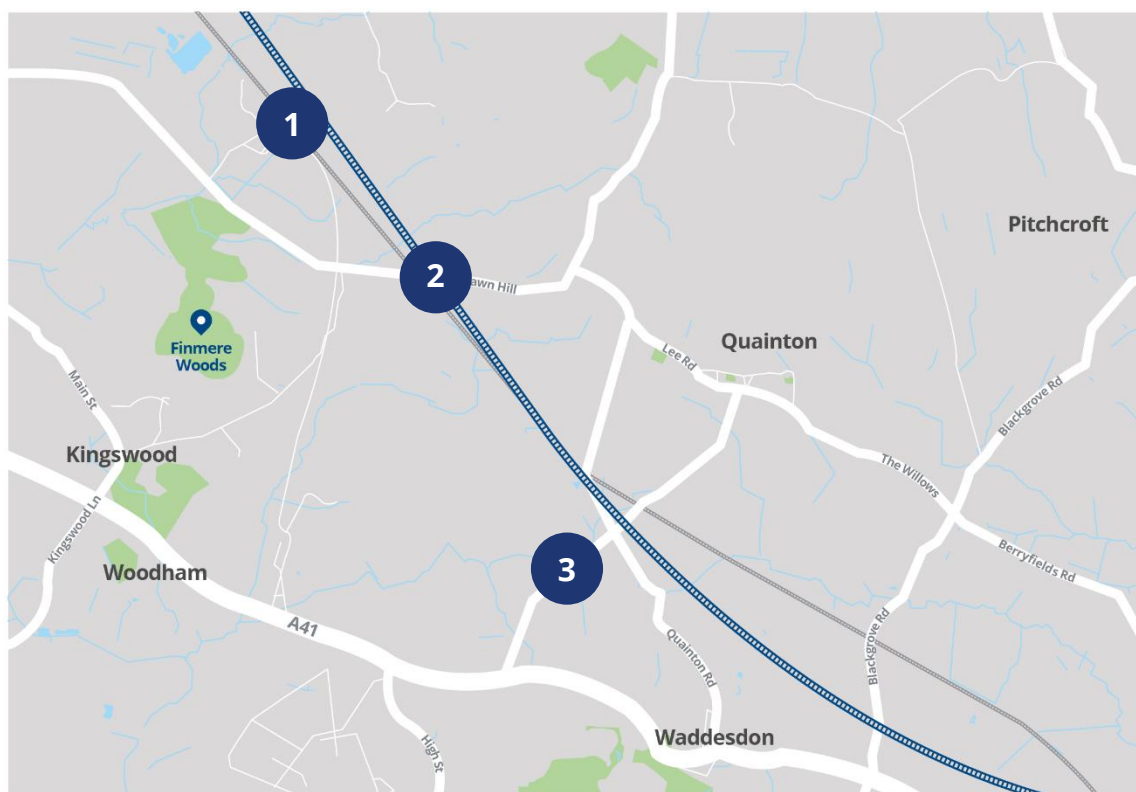 1
Pitchcroft
2
awn Hill
Finmere
Woods
Quainton
Lee Rd
Main St
Blackgrove Rd
Kingswood
The Willows
Kingswood Ln
Woodham
3
Berryfields Rd
A41
Quainton Rd
Blackgrove Rd
High St
Waddesdon